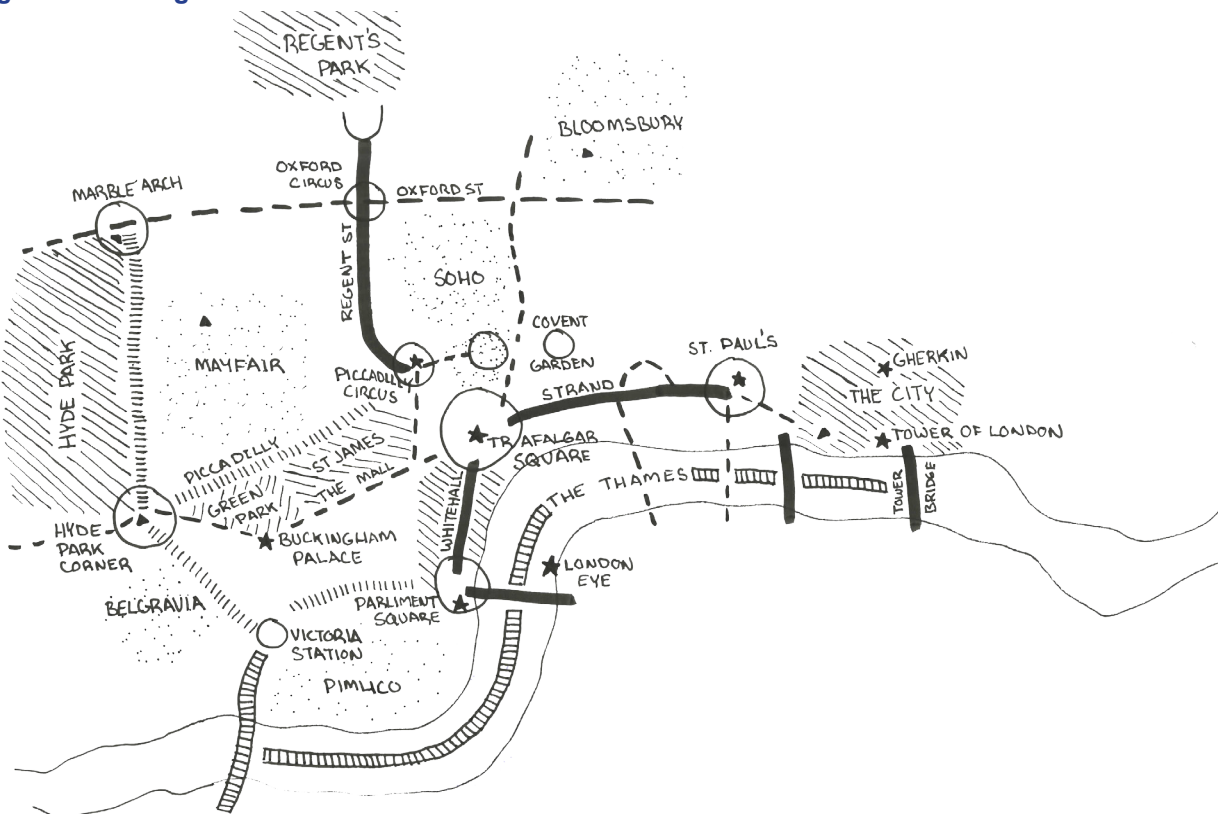 REGENT'S
PARK
BLOOMSBURY
OXFORD
CIRCUS
OXFORD ST
MARBLE ARCH
REGENT ST
SOHO
HYDE PARK
MAYFAIR
COVENT
GARDEN
PICCADILLY
CIRCUS
STRAND
ST. PAUL'S
GHERKIN
THE CITY
TOWER OF LONDON
TRAFALGAR
SQUARE
PICCADILLY
ST JAMES
GREEN
PARK
THE MALL
WHITEHALL
THE THAMES
TOWER
BRIDGE
HYDE
PARK
CORNER
BUCKINGHAM
PALACE
LONDON
EYE
BELGRAVIA
PARLIMENT
SQUARE
VICTORIA
STATION
PIMLICO